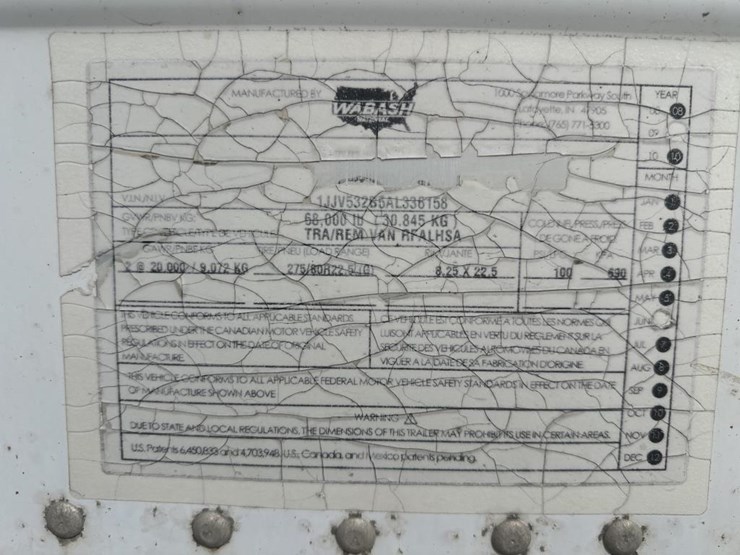 MANUFACTURED BY
WABASH
NATIONAL
1000 Sagamore Parkway South
Lafayette, IN 47905
Phone (765) 771-5300
YEAR
08
09
10
MONTH
V.I.N./N.I.V.
68,000 lb (30,845 KG)
TRA/REM VAN RFALHSA
2 @ 20,000 / 9,072 KG
8.25 X 22.5
100
690
JAN
FEB
MAR
APR
MAY
JUN
JUL
AUG
SEP
OCT
NOV
DEC
THIS VEHICLE CONFORMS TO ALL APPLICABLE STANDARDS
PRESCRIBED UNDER THE CANADIAN MOTOR VEHICLE SAFETY
REGULATIONS IN EFFECT ON THE DATE OF ORIGINAL
MANUFACTURE
CE VEHICULE EST CONFORME A TOUTES LES NORMES QUI
LUI SONT APPLICABLES EN VERTU DU REGLEMENT SUR LA
SECURITE DES VEHICULES AUTOMOBILES DU CANADA EN
VIGUER A LA DATE DE SA FABRICATION D'ORIGINE
THIS VEHICLE CONFORMS TO ALL APPLICABLE FEDERAL MOTOR VEHICLE SAFETY STANDARDS IN EFFECT ON THE DATE
OF MANUFACTURE SHOWN ABOVE
WARNING
DUE TO STATE AND LOCAL REGULATIONS, THE DIMENSIONS OF THIS TRAILER MAY PROHIBIT ITS USE IN CERTAIN AREAS.
U.S. Patents 6,450,833 and 4,703,948, U.S., Canada, and Mexico patents pending.